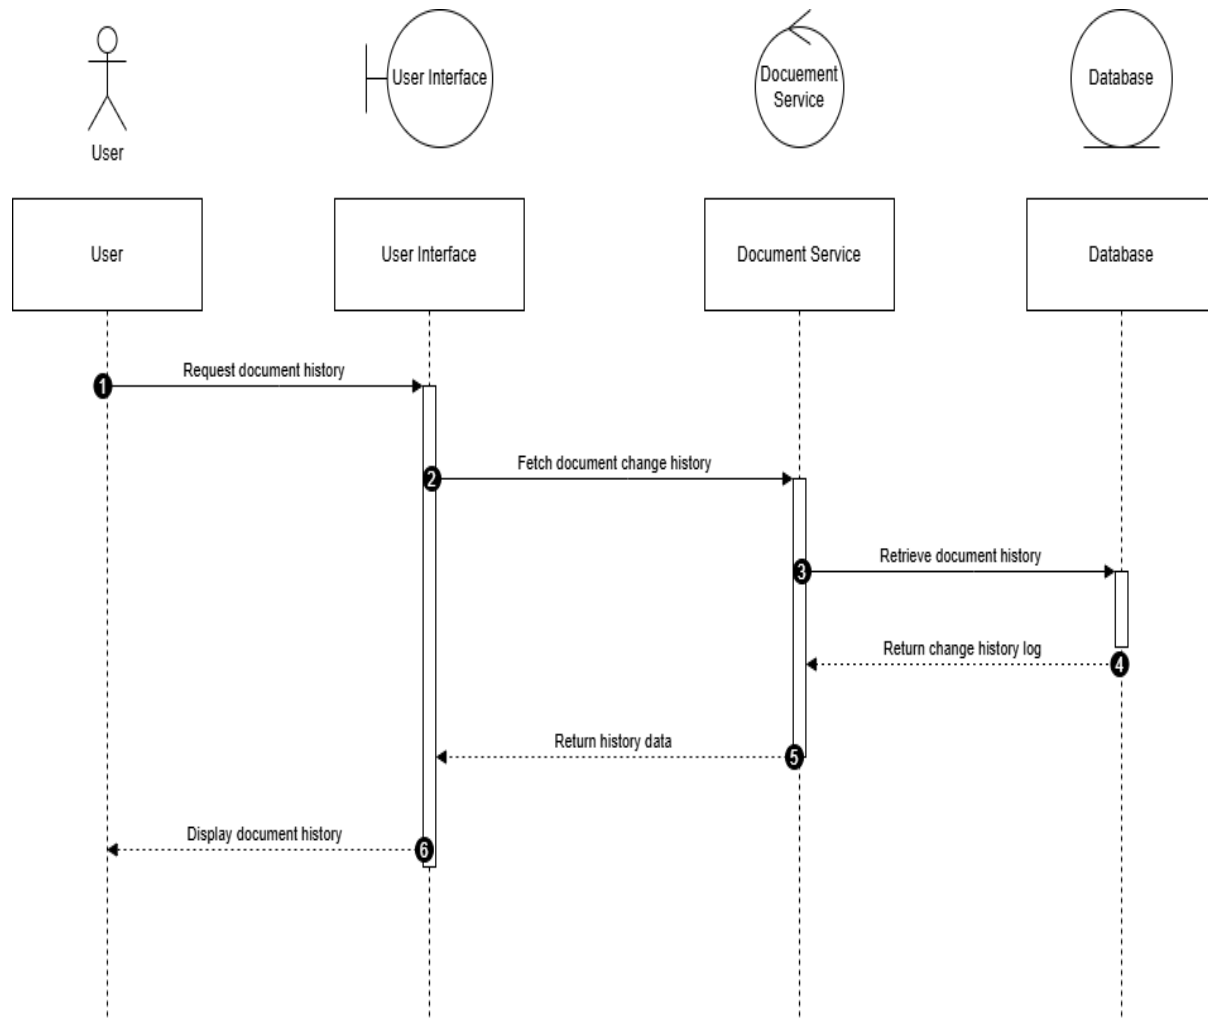 User Interface
Docuement
Service
Database
User
User
User Interface
Document Service
Database
Request document history
1
Fetch document change history
2
Retrieve document history
3
Return change history log
4
Return history data
5
Display document history
6